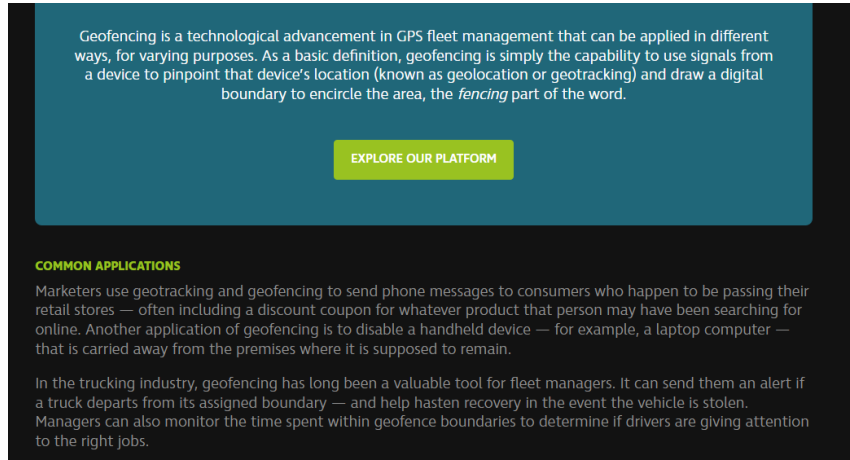 Geofencing is a technological advancement in GPS fleet management that can be applied in different
ways, for varying purposes. As a basic definition, geofencing is simply the capability to use signals from
a device to pinpoint that device's location (known as geolocation or geotracking) and draw a digital
boundary to encircle the area, the fencing part of the word.
EXPLORE OUR PLATFORM
COMMON APPLICATIONS
Marketers use geotracking and geofencing to send phone messages to consumers who happen to be passing their
retail stores — often including a discount coupon for whatever product that person may have been searching for
online. Another application of geofencing is to disable a handheld device — for example, a laptop computer —
that is carried away from the premises where it is supposed to remain.
In the trucking industry, geofencing has long been a valuable tool for fleet managers. It can send them an alert if
a truck departs from its assigned boundary — and help hasten recovery in the event the vehicle is stolen.
Managers can also monitor the time spent within geofence boundaries to determine if drivers are giving attention
to the right jobs.